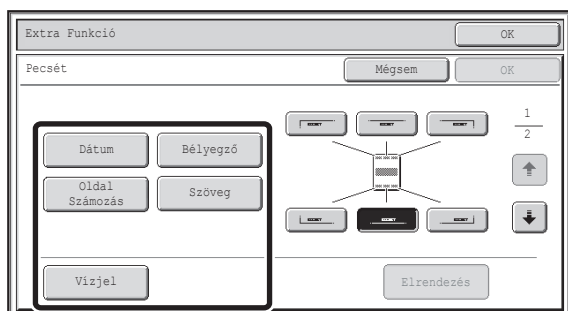 Extra Funkció OK
Pecsét Mégsem OK
Dátum Bélyegző
Oldal
Számozás Szöveg
Vízjel
1
2
Elrendezés